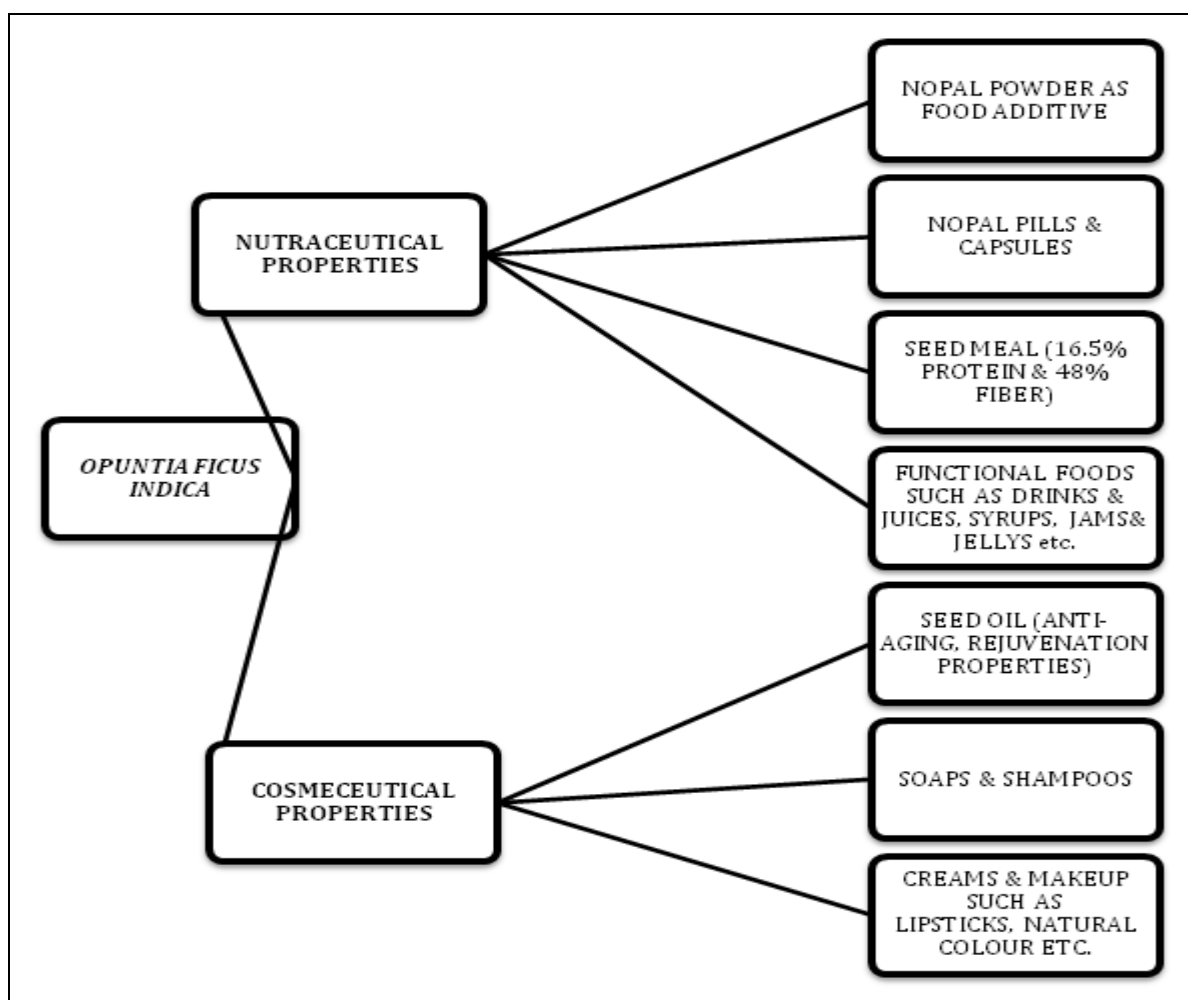 NOPAL POWDER AS
FOOD ADDITIVE
NUTRACEUTICAL
PROPERTIES
NOPAL PILLS &
CAPSULES
SEED MEAL (16.5%
PROTEIN & 48%
FIBER)
OPUNTIA FICUS
INDICA
FUNCTIONAL FOODS
SUCH AS DRINKS &
JUICES, SYRUPS, JAMS&
JELLYS etc.
SEED OIL (ANTI-
AGING, REJUVENATION
PROPERTIES)
COSMECEUTICAL
PROPERTIES
SOAPS & SHAMPOOS
CREAMS & MAKEUP
SUCH AS
LIPSTICKS, NATURAL
COLOUR ETC.